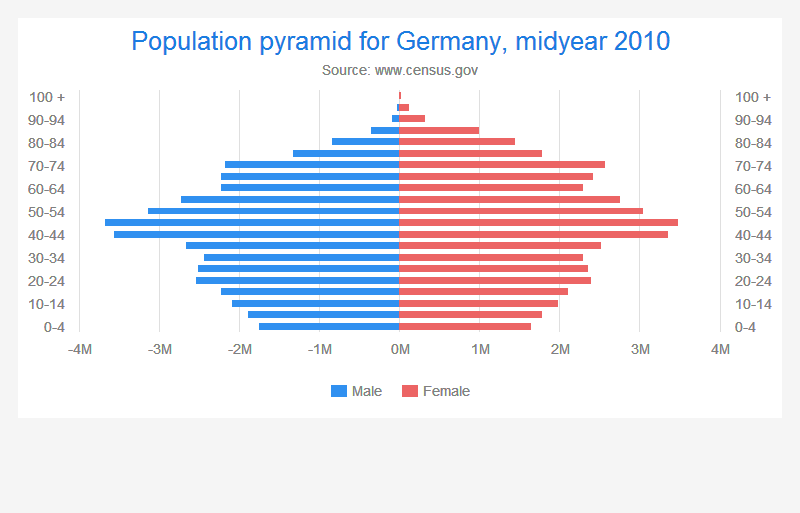 Population pyramid for Germany, midyear 2010
Source: www.census.gov
100 + 100 +
90-94 90-94
80-84 80-84
70-74 70-74
60-64 60-64
50-54 50-54
40-44 40-44
30-34 30-34
20-24 20-24
10-14 10-14
0-4 0-4
-4M -3M -2M -1M 0M 1M 2M 3M 4M
Male Female